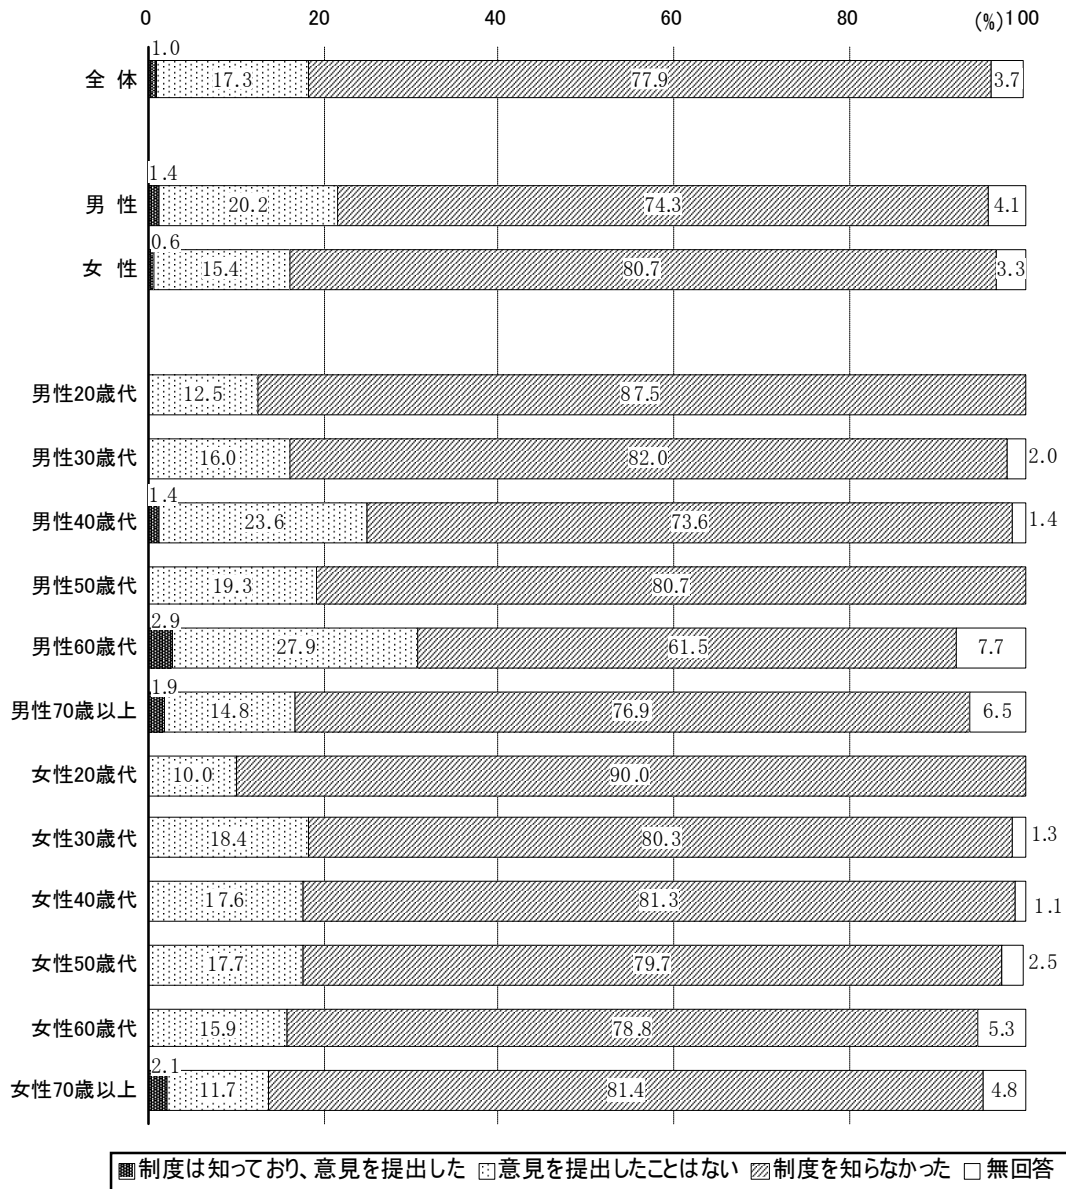 0 20 40 60 80 (%) 100
1.0
全 体 17.3 77.9 3.7
1.4
男 性 20.2 74.3 4.1
0.6
女 性 15.4 80.7 3.3
男性20歳代 12.5 87.5
男性30歳代 16.0 82.0 2.0
1.4
男性40歳代 23.6 73.6 1.4
男性50歳代 19.3 80.7
2.9
男性60歳代 27.9 61.5 7.7
1.9
男性70歳以上 14.8 76.9 6.5
女性20歳代 10.0 90.0
女性30歳代 18.4 80.3 1.3
女性40歳代 17.6 81.3 1.1
女性50歳代 17.7 79.7 2.5
女性60歳代 15.9 78.8 5.3
2.1
女性70歳以上 11.7 81.4 4.8
制度は知っており、意見を提出した 意見を提出したことはない 制度を知らなかった 無回答